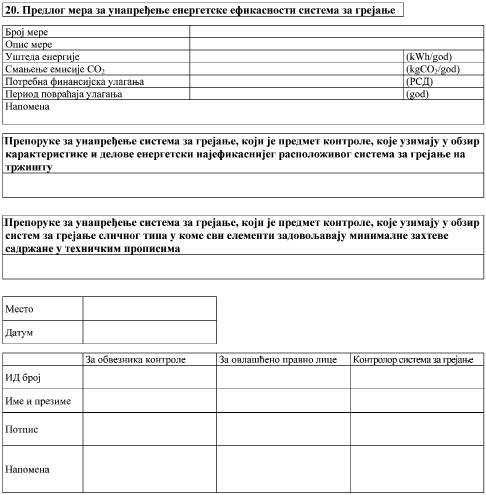 20. Предлог мера за унапређење енергетске ефикасности система за грејање
Број мере
Опис мере
Уштеда енергије (kWh/god)
Смањење емисије CO₂ (kgCO₂/god)
Потребна финансијска улагања (РСД)
Период повраћаја улагања (god)
Напомена
Препоруке за унапређење система за грејање, који је предмет контроле, које узимају у обзир
карактеристике и делове енергетски најефикаснијег расположивог система за грејање на
тржишту
Препоруке за унапређење система за грејање, који је предмет контроле, које узимају у обзир
систем за грејање сличног типа у коме сви елементи задовољавају минималне захтеве
садржане у техничким прописима
Место
Датум
За обвезника контроле За овлашћено правно лице Контролор система за грејање
ИД број
Име и презиме
Потпис
Напомена